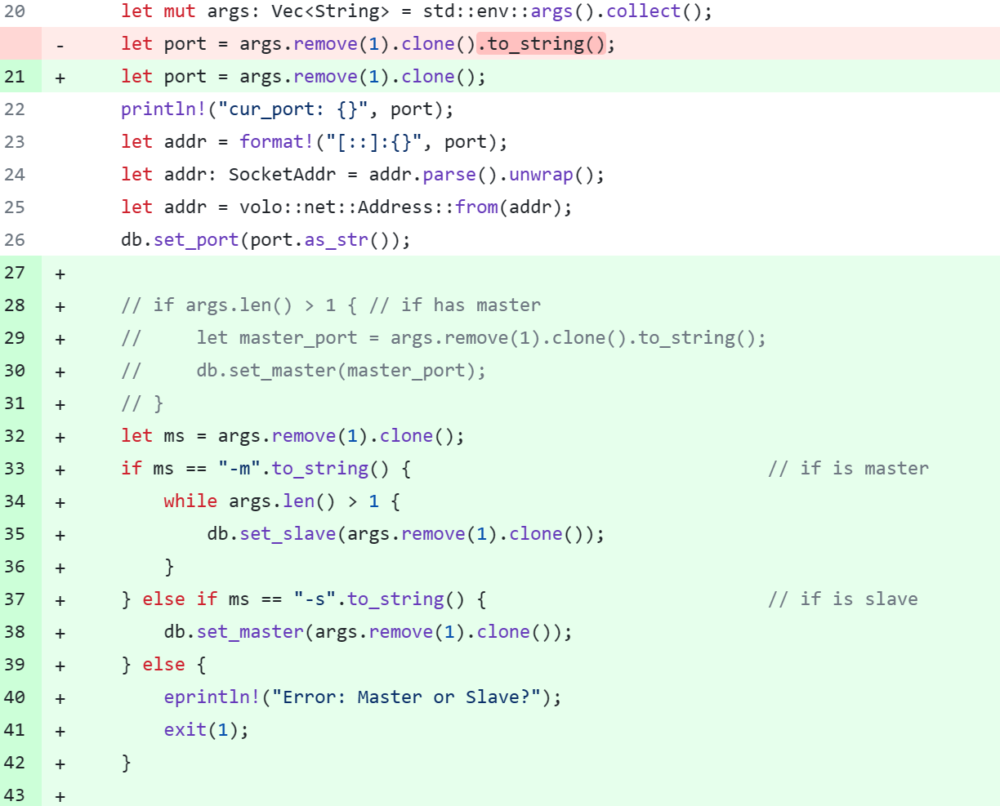 20 let mut args: Vec<String> = std::env::args().collect();
- let port = args.remove(1).clone().to_string();
21 + let port = args.remove(1).clone();
22 println!("cur_port: {}", port);
23 let addr = format!("[::]:{}", port);
24 let addr: SocketAddr = addr.parse().unwrap();
25 let addr = volo::net::Address::from(addr);
26 db.set_port(port.as_str());
27 +
28 + // if args.len() > 1 { // if has master
29 + //     let master_port = args.remove(1).clone().to_string();
30 + //     db.set_master(master_port);
31 + // }
32 + let ms = args.remove(1).clone();
33 + if ms == "-m".to_string() { // if is master
34 + while args.len() > 1 {
35 + db.set_slave(args.remove(1).clone());
36 + }
37 + } else if ms == "-s".to_string() { // if is slave
38 + db.set_master(args.remove(1).clone());
39 + } else {
40 + eprintln!("Error: Master or Slave?");
41 + exit(1);
42 + }
43 +